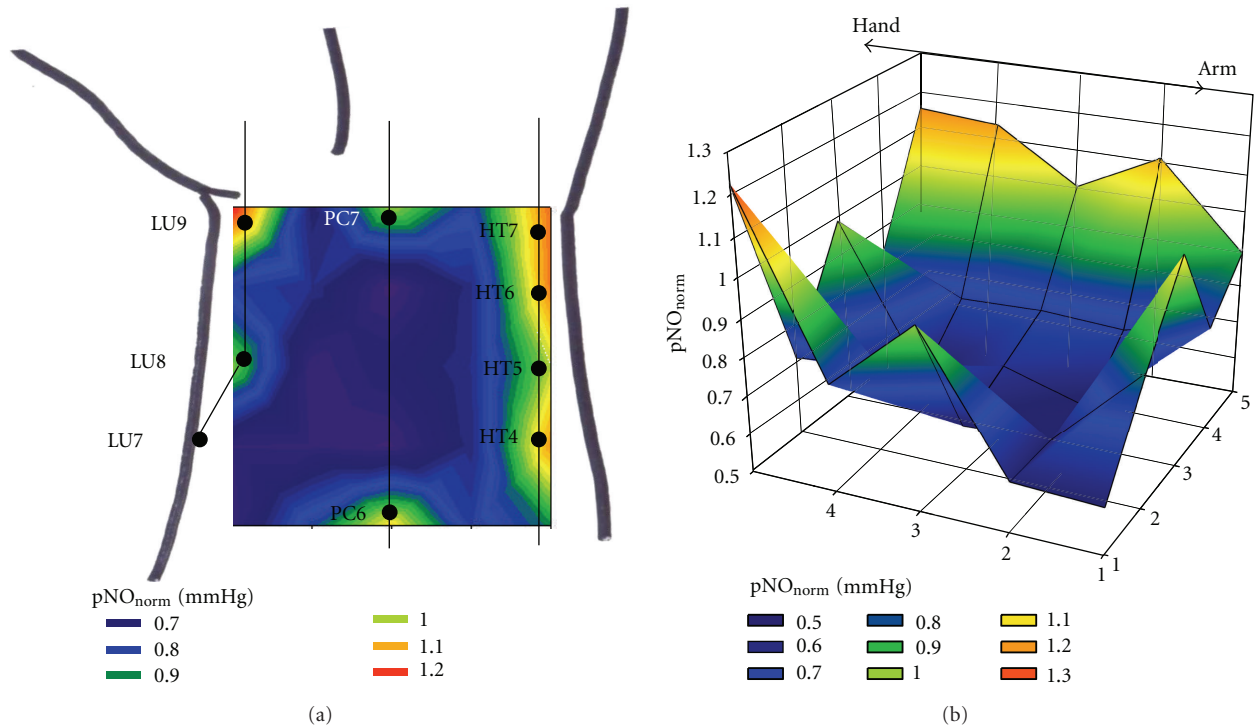 LU9
PC7
HT7
HT6
LU8
HT5
LU7
HT4
PC6
pNOnorm (mmHg)
0.7
0.8
0.9
1
1.1
1.2
(a)
Hand
Arm
pNOnorm
1.3
1.2
1.1
1
0.9
0.8
0.7
0.6
0.5
4
3
2
1
1
2
3
4
5
pNOnorm (mmHg)
0.5
0.6
0.7
0.8
0.9
1
1.1
1.2
1.3
(b)